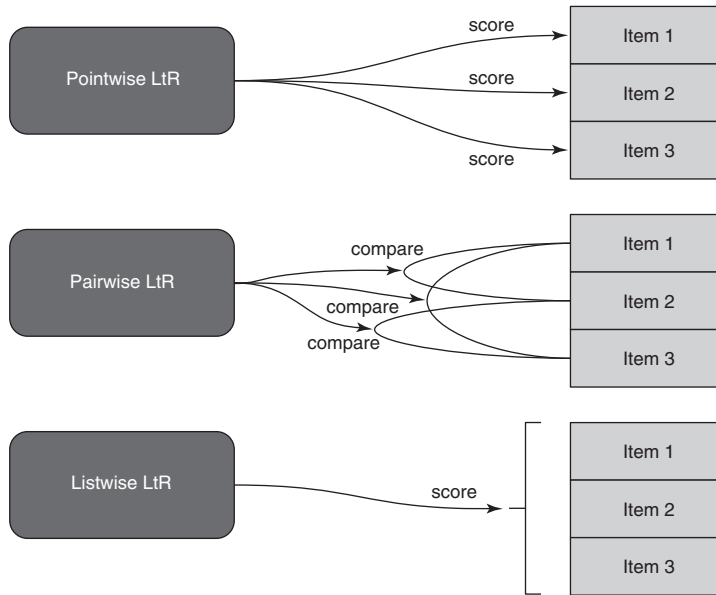 score
Item 1
Pointwise LtR
score
Item 2
score
Item 3
compare
Item 1
Pairwise LtR
compare
Item 2
compare
Item 3
Listwise LtR
score
Item 1
Item 2
Item 3